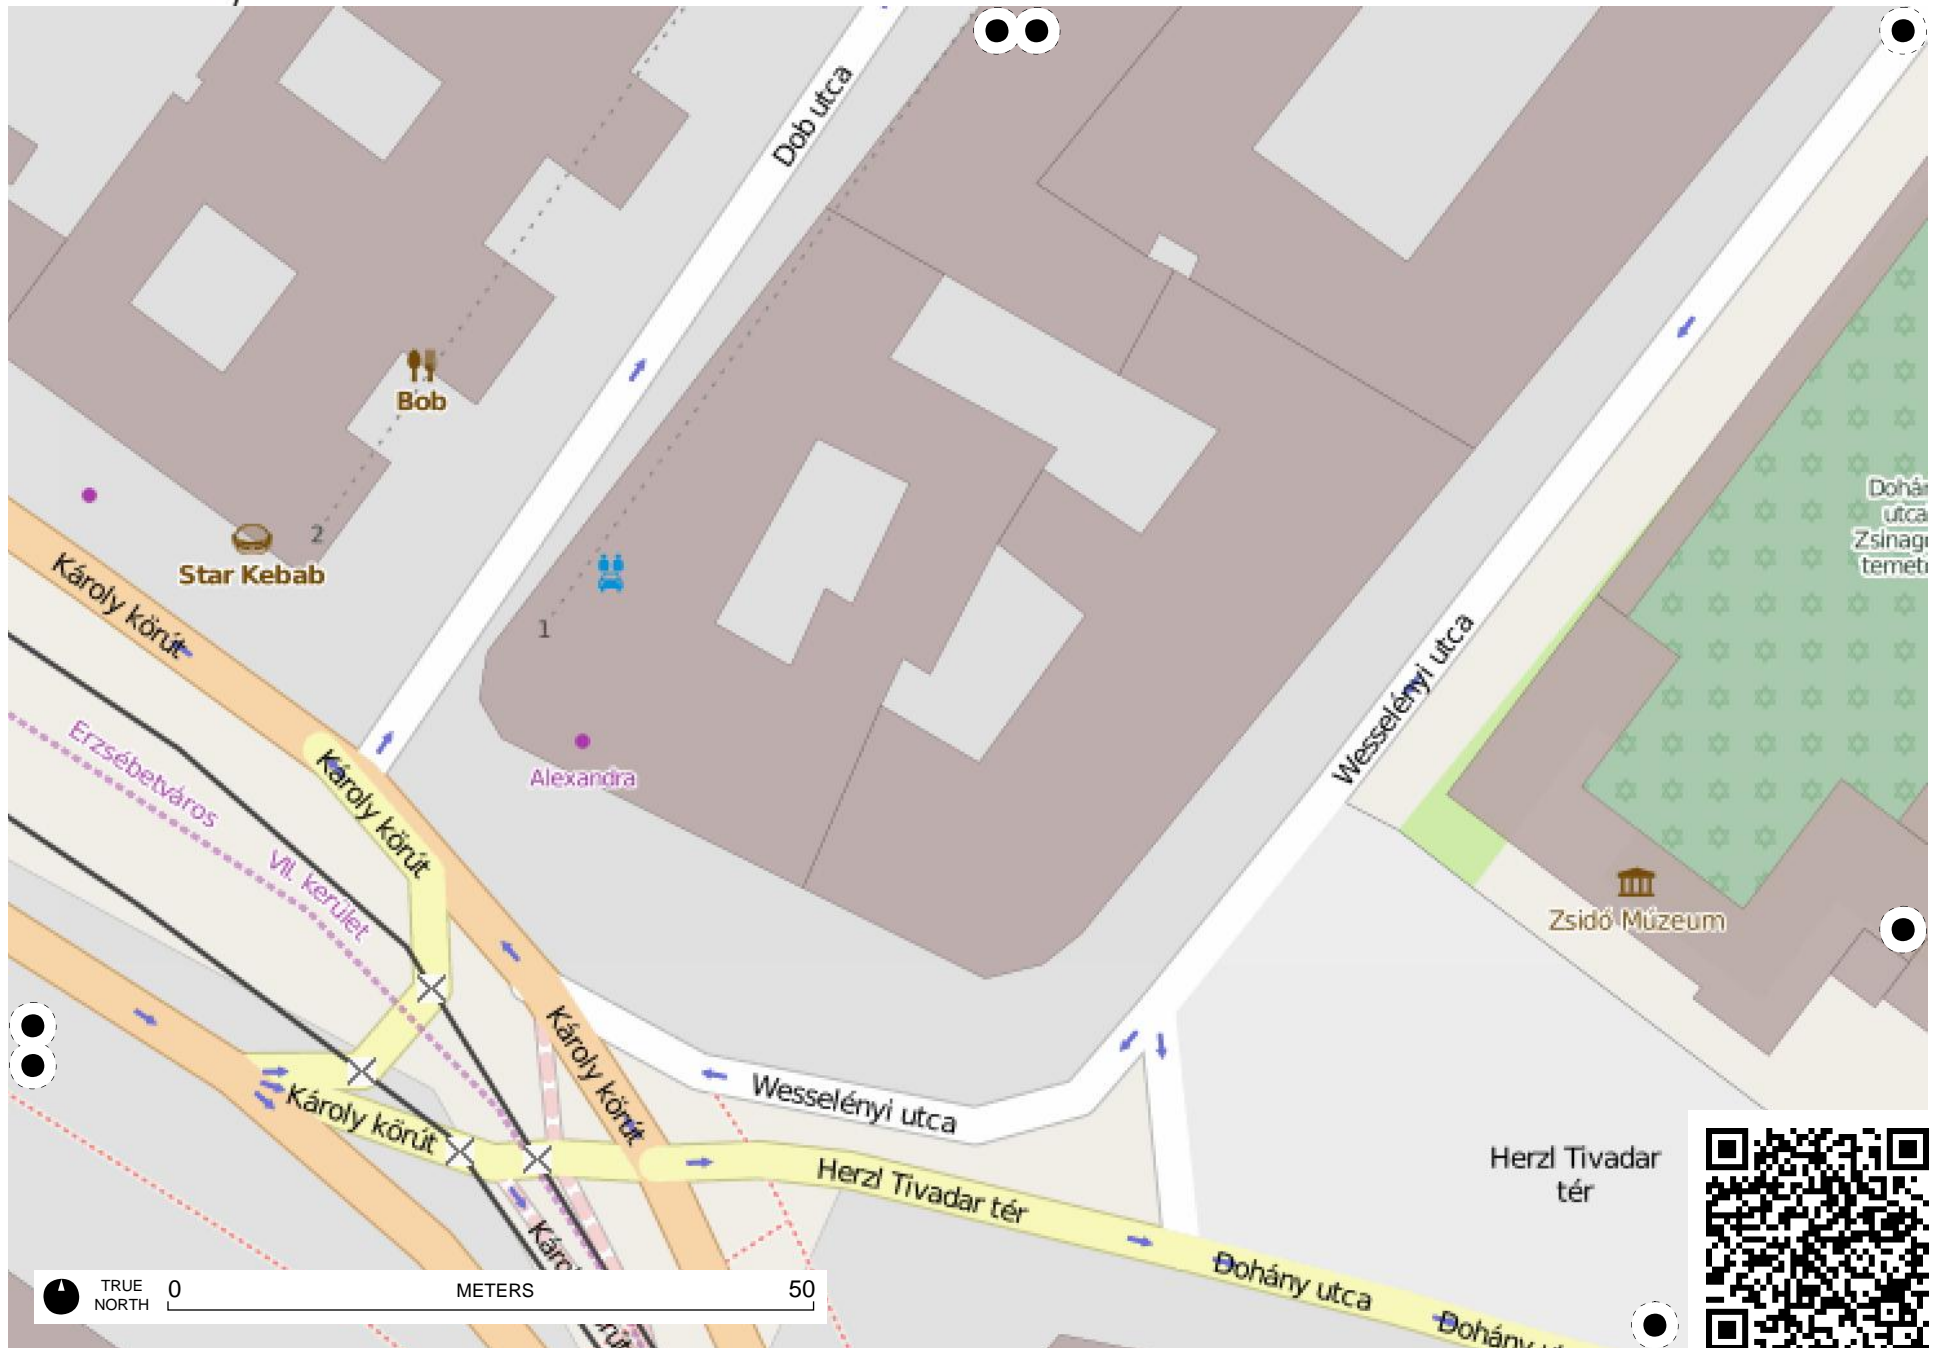 Dob utca
Bob
2
Star Kebab
Károly körút
1
Alexandra
Erzsébetváros
VII. kerület
Károly körút
Wesselényi utca
Zsidó Múzeum
Károly körút
Wesselényi utca
Károly körút
Herzl Tivadar tér
Herzl Tivadar
tér
Dohány utca
TRUE
NORTH
0
METERS
50